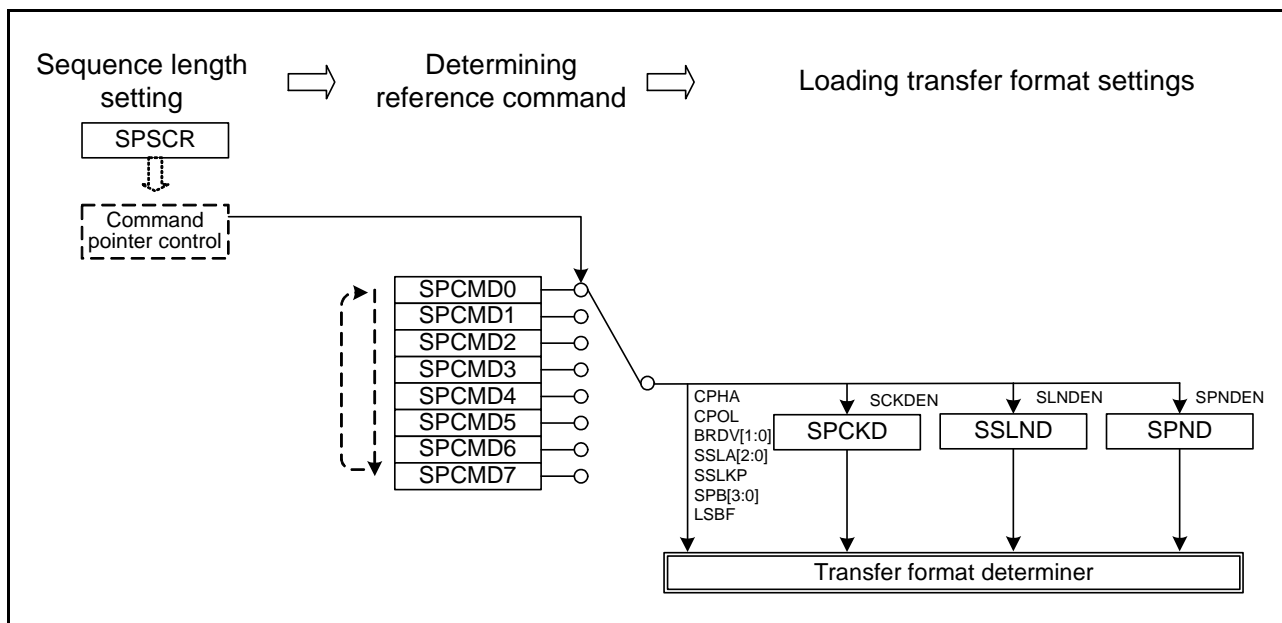 Sequence length
setting
Determining
reference command
Loading transfer format settings
SPSCR
Command
pointer control
SPCMD0
SPCMD1
SPCMD2
SPCMD3
SPCMD4
SPCMD5
SPCMD6
SPCMD7
CPHA
CPOL
BRDV[1:0]
SSLA[2:0]
SSLKP
SPB[3:0]
LSBF
SCKDEN
SPCKD
SLNDEN
SSLND
SPNDEN
SPND
Transfer format determiner